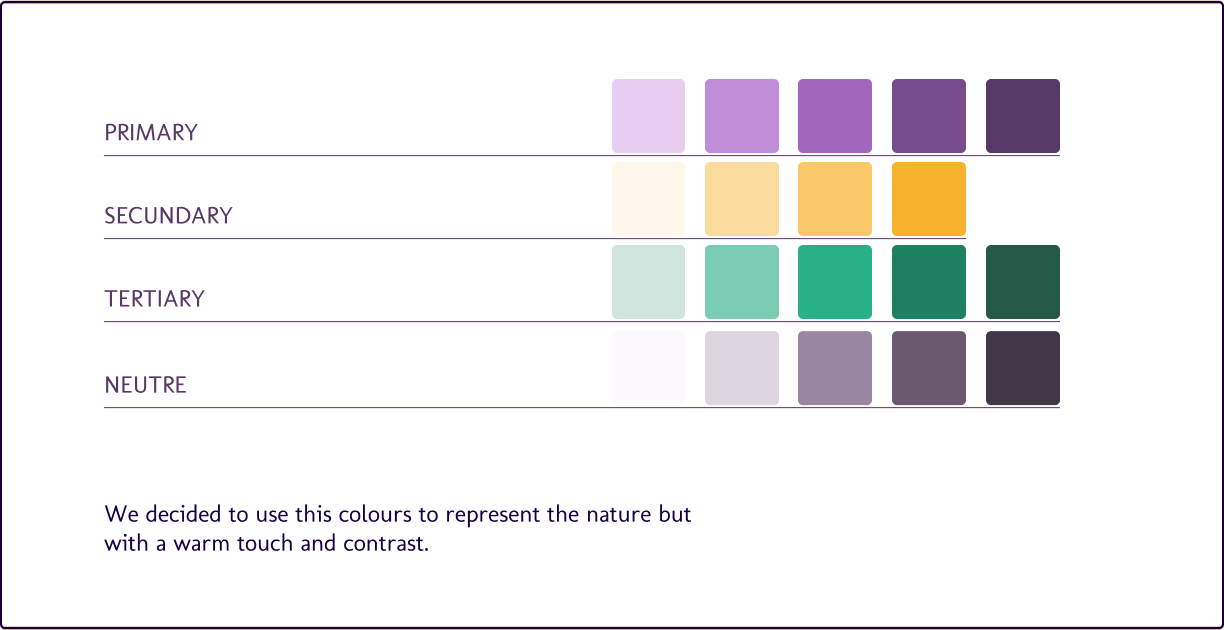 PRIMARY
SECUNDARY
TERTIARY
NEUTRE
We decided to use this colours to represent the nature but
with a warm touch and contrast.